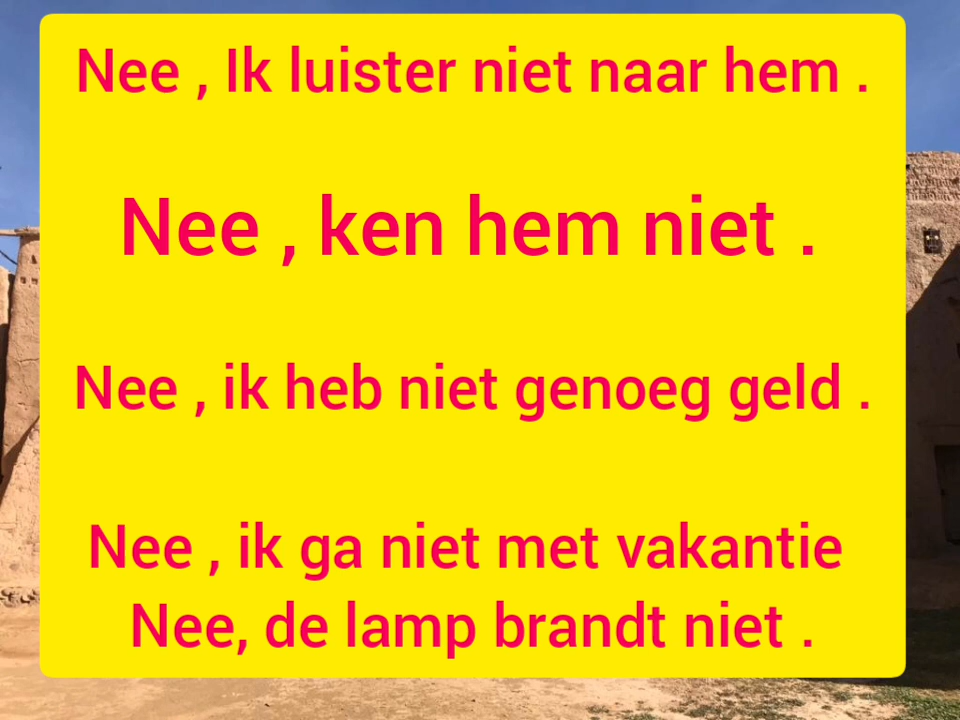 Nee , Ik luister niet naar hem .
Nee , ken hem niet .
Nee , ik heb niet genoeg geld .
Nee , ik ga niet met vakantie
Nee, de lamp brandt niet .